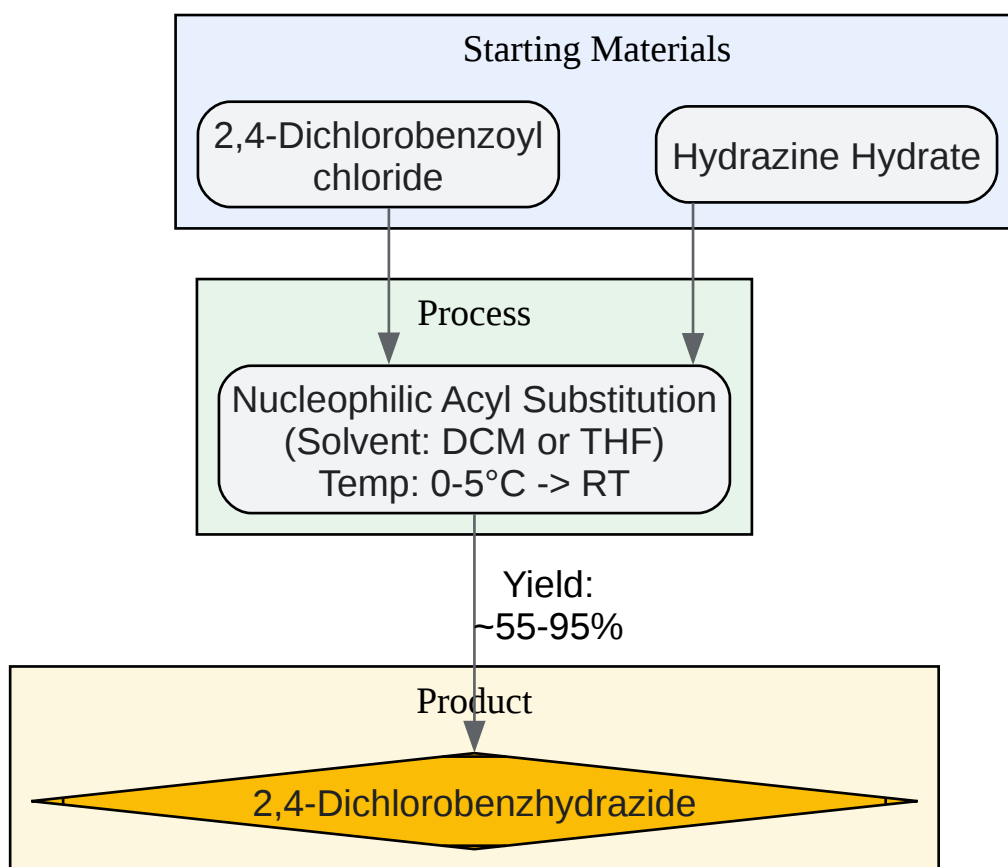 Starting Materials
2,4-Dichlorobenzoyl
chloride
Hydrazine Hydrate
Process
Nucleophilic Acyl Substitution
(Solvent: DCM or THF)
Temp: 0-5°C -> RT
Yield:
~55-95%
Product
2,4-Dichlorobenzhydrazide